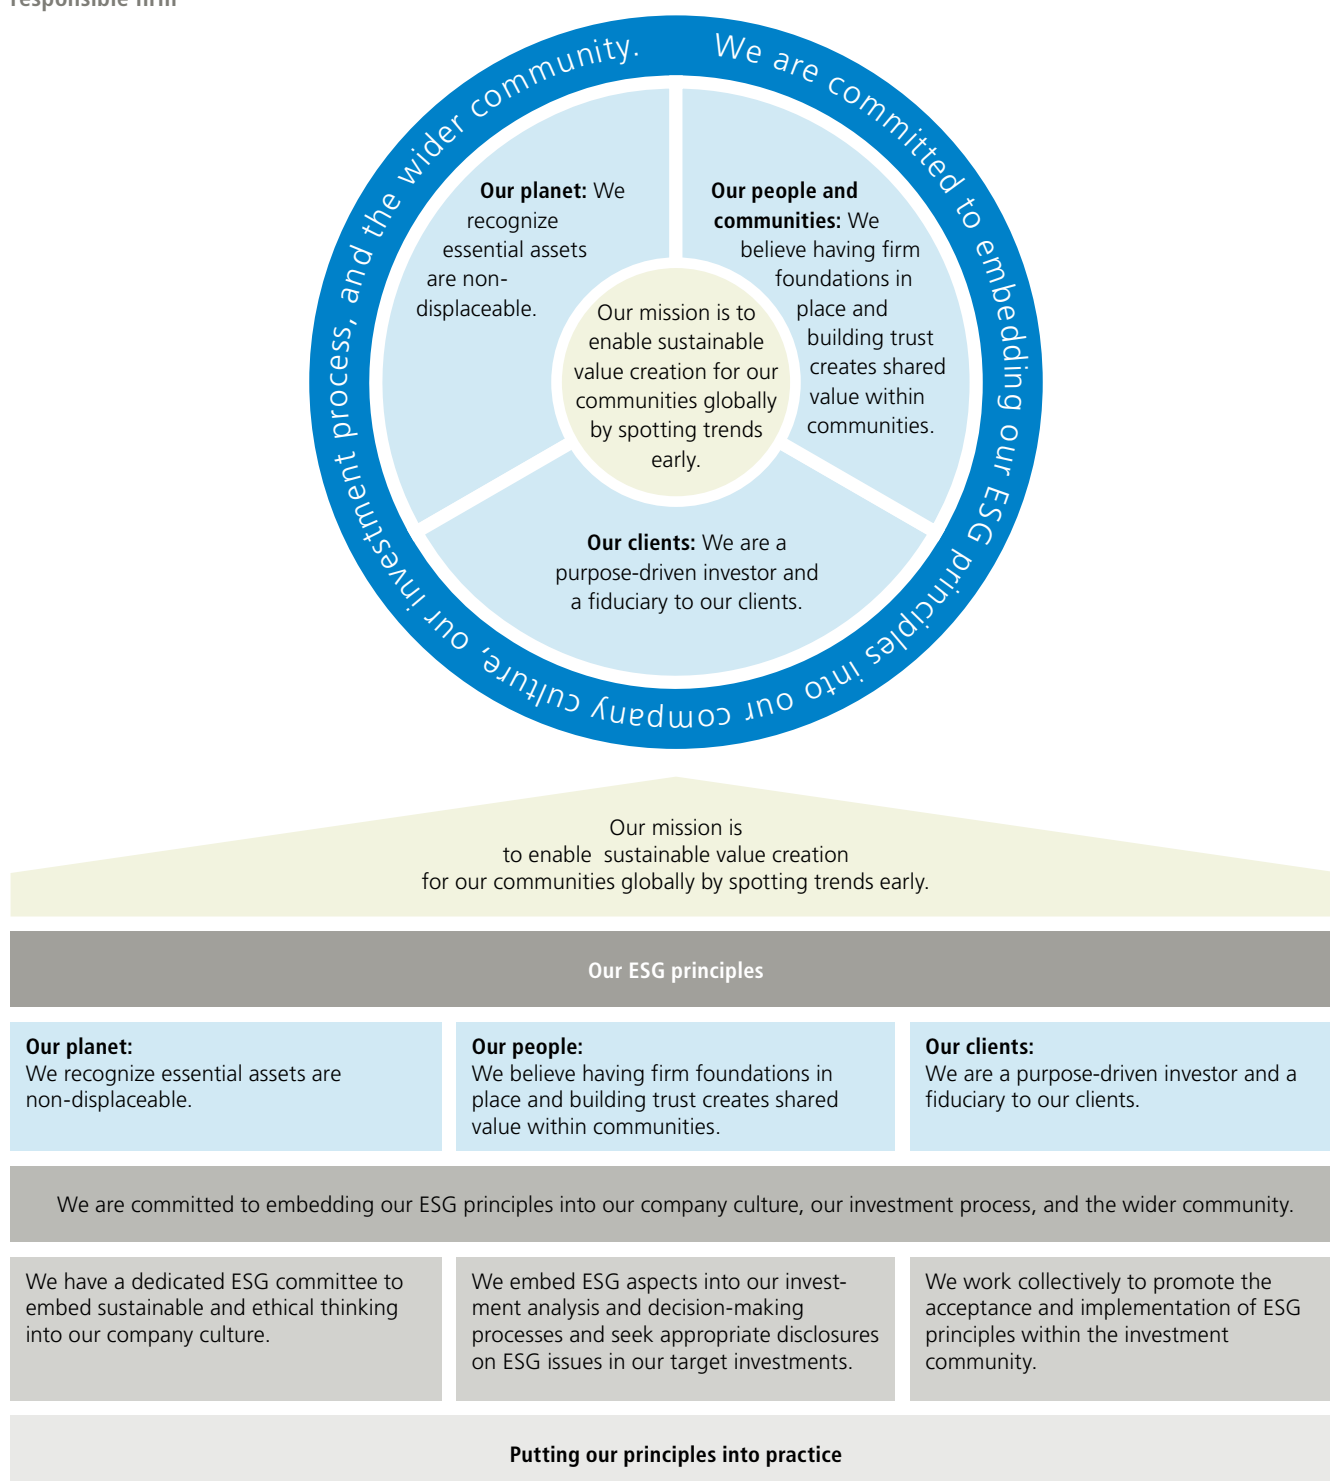 responsible firm
We are committed to embedding our ESG principles into our company culture, our investment process, and the wider community.
Our planet: We
recognize
essential assets
are non-
displaceable.
Our people and
communities: We
believe having firm
foundations in
place and
building trust
creates shared
value within
communities.
Our mission is to
enable sustainable
value creation for our
communities globally
by spotting trends
early.
Our clients: We are a
purpose-driven investor and
a fiduciary to our clients.
Our mission is
to enable sustainable value creation
for our communities globally by spotting trends early.
Our ESG principles
Our planet:
We recognize essential assets are
non-displaceable.
Our people:
We believe having firm foundations in
place and building trust creates shared
value within communities.
Our clients:
We are a purpose-driven investor and a
fiduciary to our clients.
We are committed to embedding our ESG principles into our company culture, our investment process, and the wider community.
We have a dedicated ESG committee to
embed sustainable and ethical thinking
into our company culture.
We embed ESG aspects into our invest-
ment analysis and decision-making
processes and seek appropriate disclosures
on ESG issues in our target investments.
We work collectively to promote the
acceptance and implementation of ESG
principles within the investment
community.
Putting our principles into practice